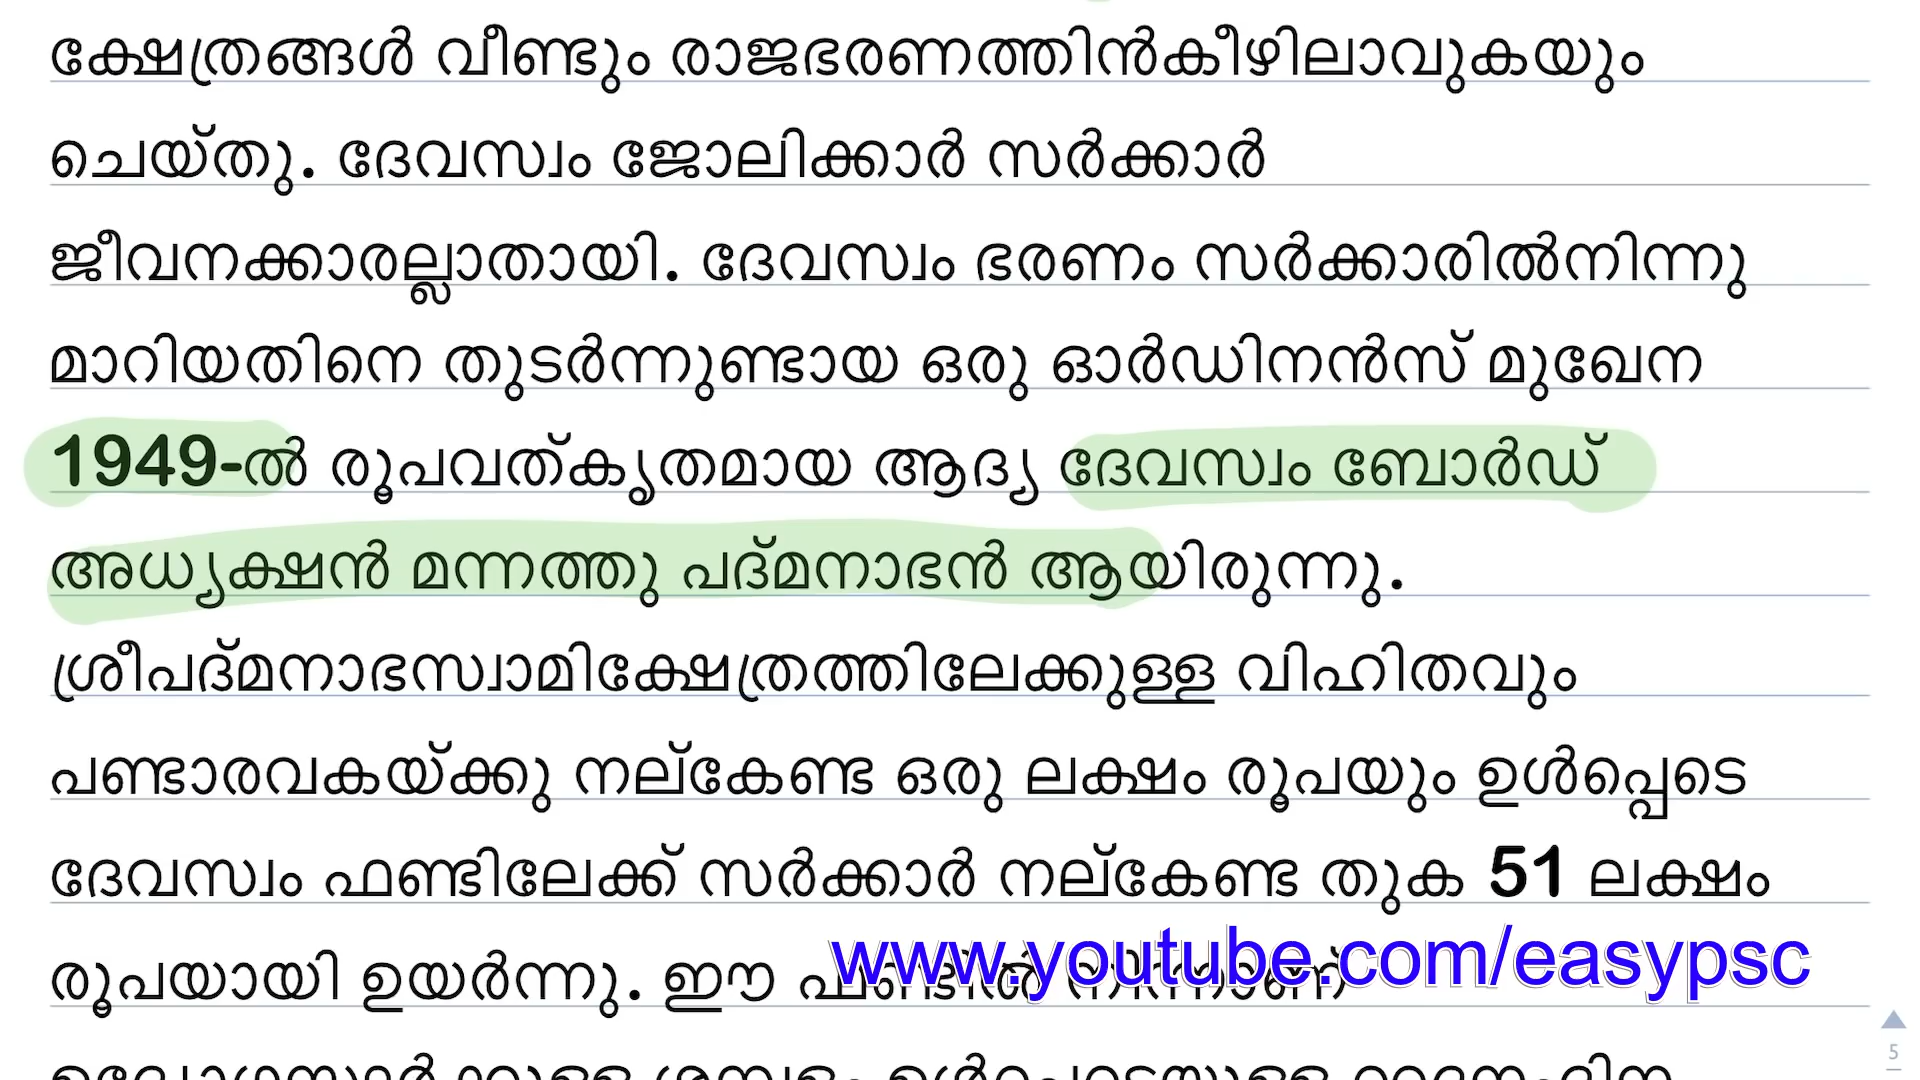 ക്ഷേത്രങ്ങൾ വീണ്ടും രാജഭരണത്തിൻകീഴിലാവുകയും
ചെയ്തു. ദേവസ്വം ജോലിക്കാർ സർക്കാർ
ജീവനക്കാരല്ലാതായി. ദേവസ്വം ഭരണം സർക്കാരിൽനിന്നു
മാറിയതിനെ തുടർന്നുണ്ടായ ഒരു ഓർഡിനൻസ് മുഖേന
1949-ൽ രൂപവത്കൃതമായ ആദ്യ ദേവസ്വം ബോർഡ്
അധ്യക്ഷൻ മന്നത്തു പദ്മനാഭൻ ആയിരുന്നു.
ശ്രീപദ്മനാഭസ്വാമിക്ഷേത്രത്തിലേക്കുള്ള വിഹിതവും
പണ്ടാരവകയ്ക്കു നല്കേണ്ട ഒരു ലക്ഷം രൂപയും ഉൾപ്പെടെ
ദേവസ്വം ഫണ്ടിലേക്ക് സർക്കാർ നല്കേണ്ട തുക 51 ലക്ഷം
രൂപയായി ഉയർന്നു. ഈ ഫണ്ടിൽ നിന്നാണ്
www.youtube.com/easypsc
5